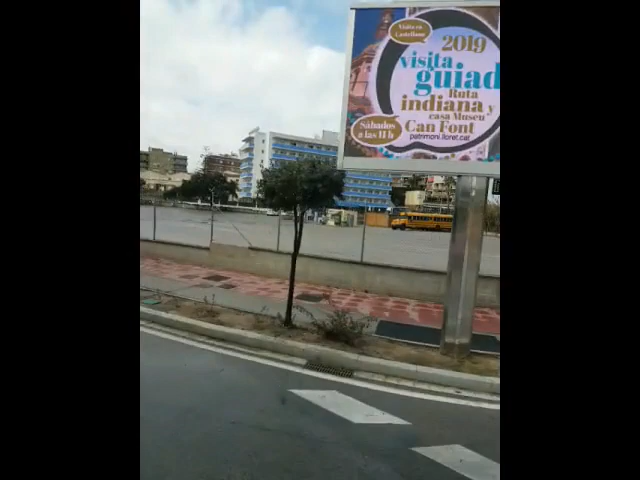 Visita en
Castellano
2019
visita
guiad
Ruta
indiana y
casa Museu
Can Font
Sábados
a las 11 h
patrimoni.lloret.cat